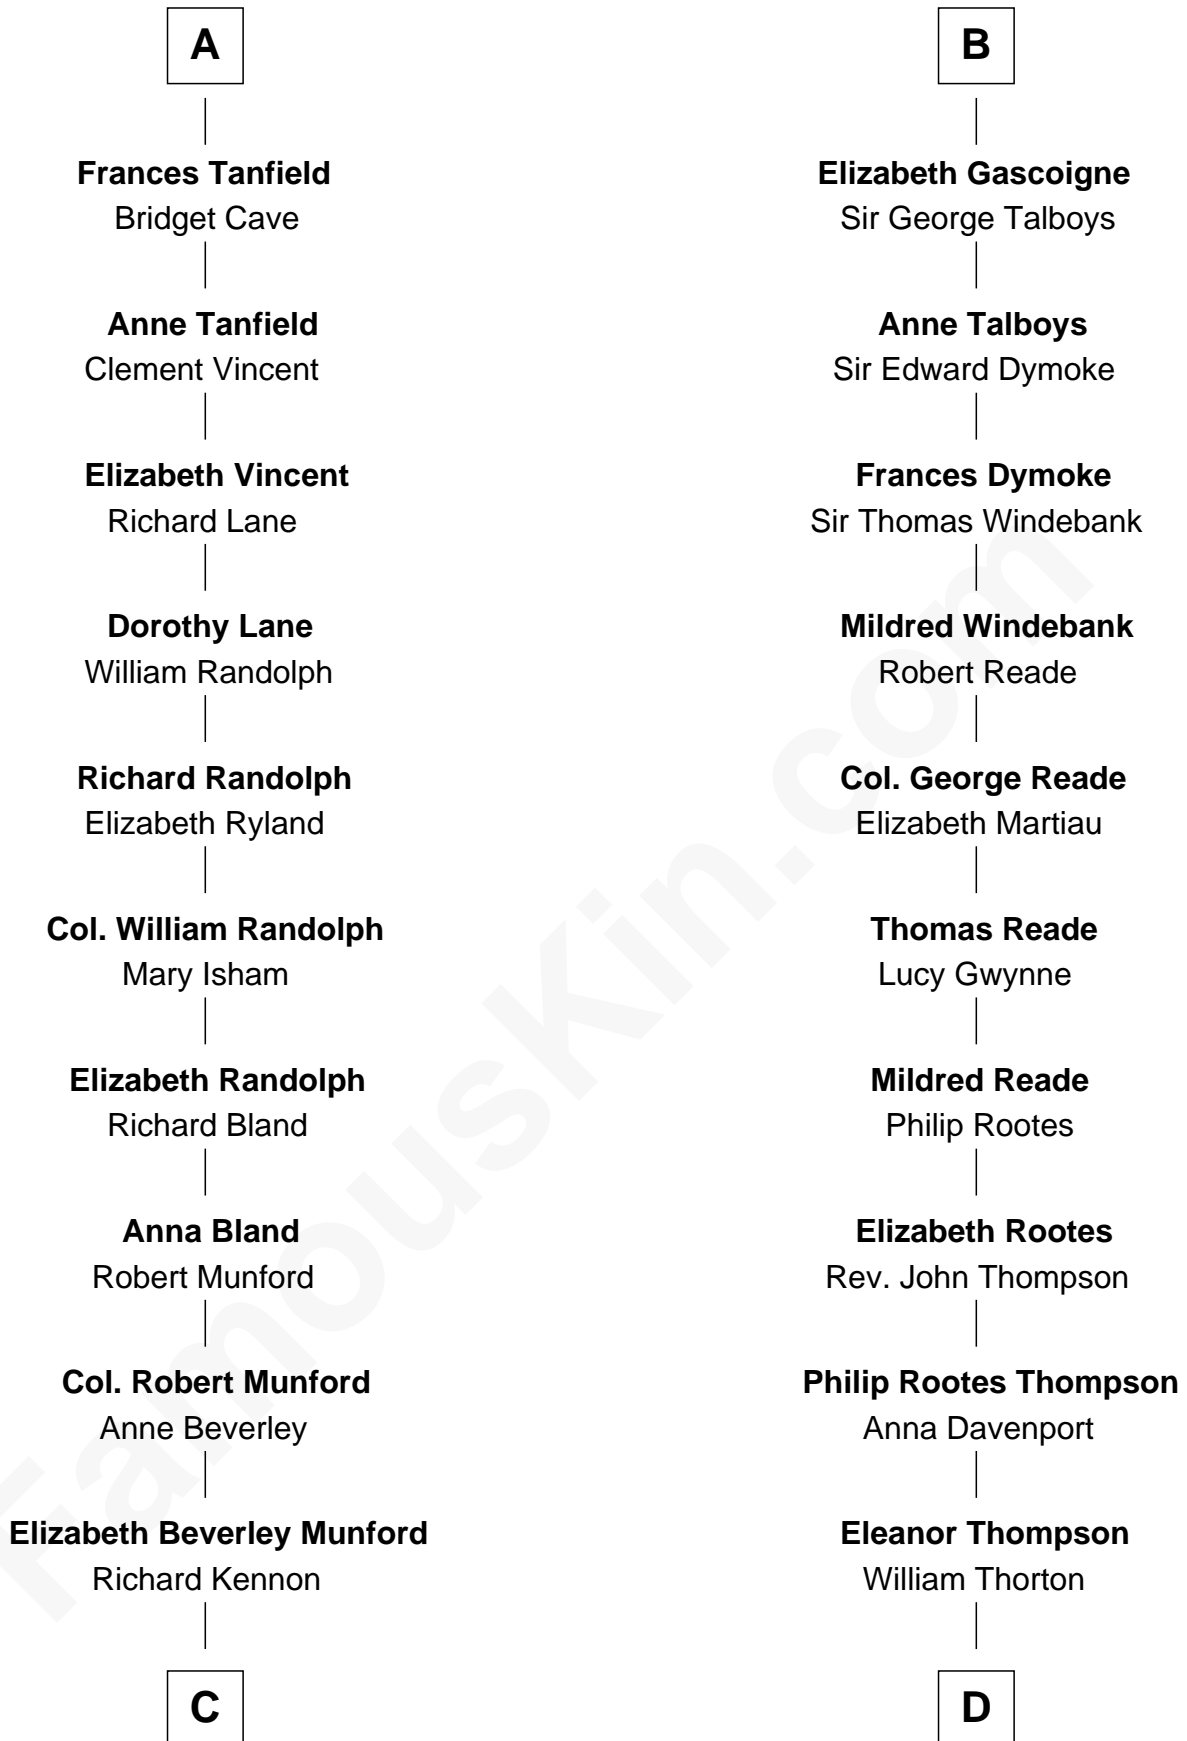 A
Frances Tanfield
Bridget Cave
Anne Tanfield
Clement Vincent
Elizabeth Vincent
Richard Lane
Dorothy Lane
William Randolph
Richard Randolph
Elizabeth Ryland
Col. William Randolph
Mary Isham
Elizabeth Randolph
Richard Bland
Anna Bland
Robert Munford
Col. Robert Munford
Anne Beverley
Elizabeth Beverley Munford
Richard Kennon
C
B
Elizabeth Gascoigne
Sir George Talboys
Anne Talboys
Sir Edward Dymoke
Frances Dymoke
Sir Thomas Windebank
Mildred Windebank
Robert Reade
Col. George Reade
Elizabeth Martiau
Thomas Reade
Lucy Gwynne
Mildred Reade
Philip Rootes
Elizabeth Rootes
Rev. John Thompson
Philip Rootes Thompson
Anna Davenport
Eleanor Thompson
William Thorton
D
FamousKin.com